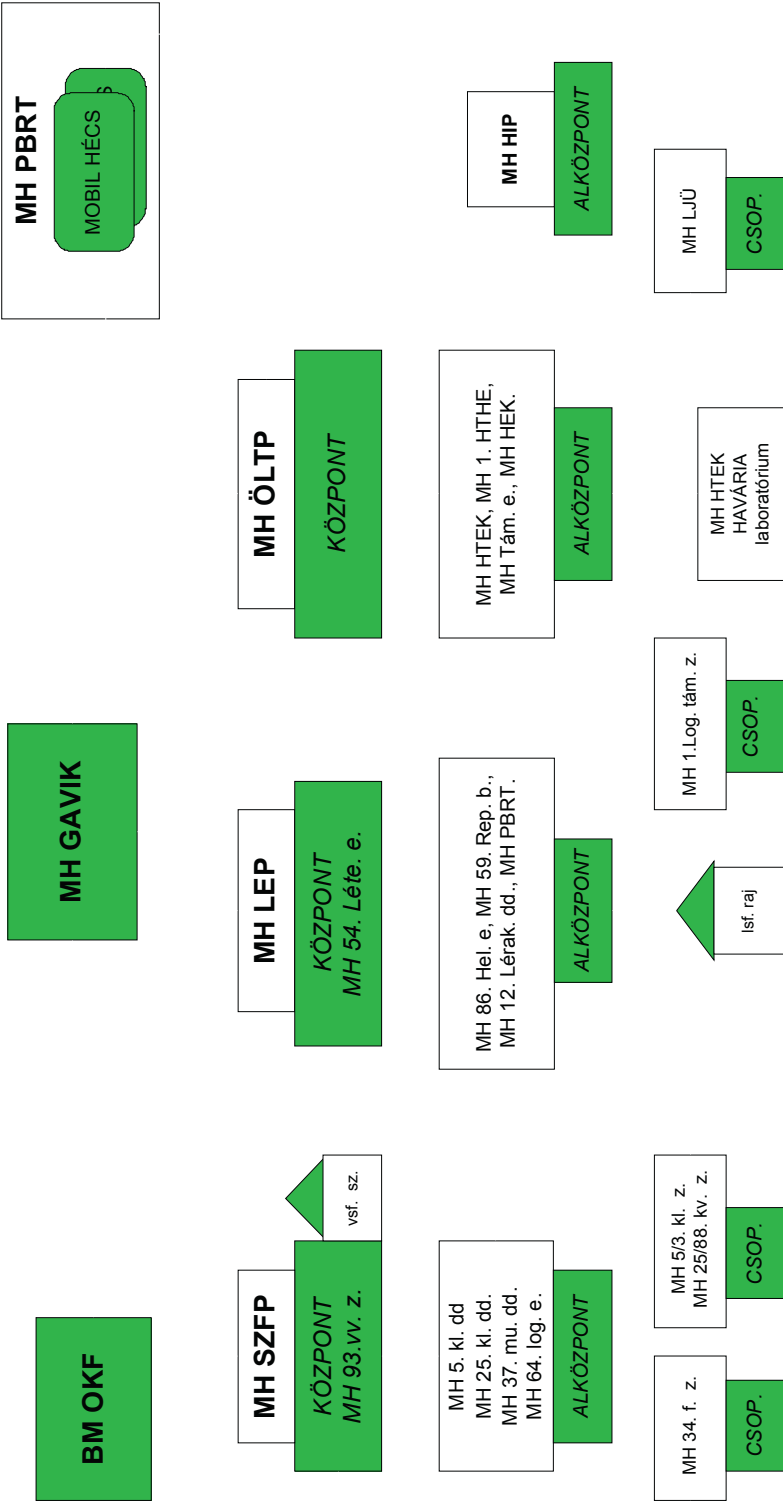 BM OKF
MH GAVIK
MH PBRT
MOBIL HÉCS
S
MH SZFP
KÖZPONT
MH 93.vv. z.
vsf. sz.
MH LEP
KÖZPONT
MH 54. Léte. e.
MH ÖLTP
KÖZPONT
MH 5. kl. dd
MH 25. kl. dd.
MH 37. mu. dd.
MH 64. log. e.
ALKÖZPONT
MH 86. Hel. e, MH 59. Rep. b.,
MH 12. Lérak. dd., MH PBRT.
ALKÖZPONT
MH HTEK, MH 1. HTHE,
MH Tám. e., MH HEK.
ALKÖZPONT
MH HIP
ALKÖZPONT
MH 34. f. z.
CSOP.
MH 5/3. kl. z.
MH 25/88. kv. z.
CSOP.
lsf. raj
MH 1.Log. tám. z.
CSOP.
MH HTEK
HAVÁRIA
laboratórium
MH LJÜ
CSOP.